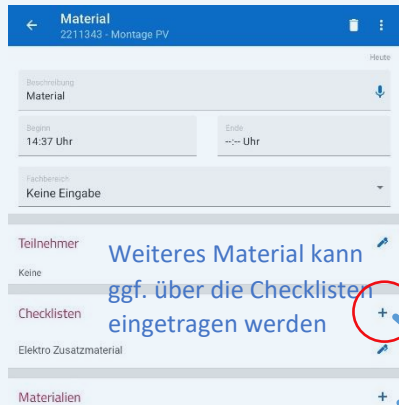 Material
2211343 - Montage PV
Heute
Beschreibung
Material
Beginn
14:37 Uhr
Ende
--:-- Uhr
Fachbereich
Keine Eingabe
Teilnehmer
Keine
Weiteres Material kann
ggf. über die Checklisten
eingetragen werden
Checklisten
Elektro Zusatzmaterial
Materialien